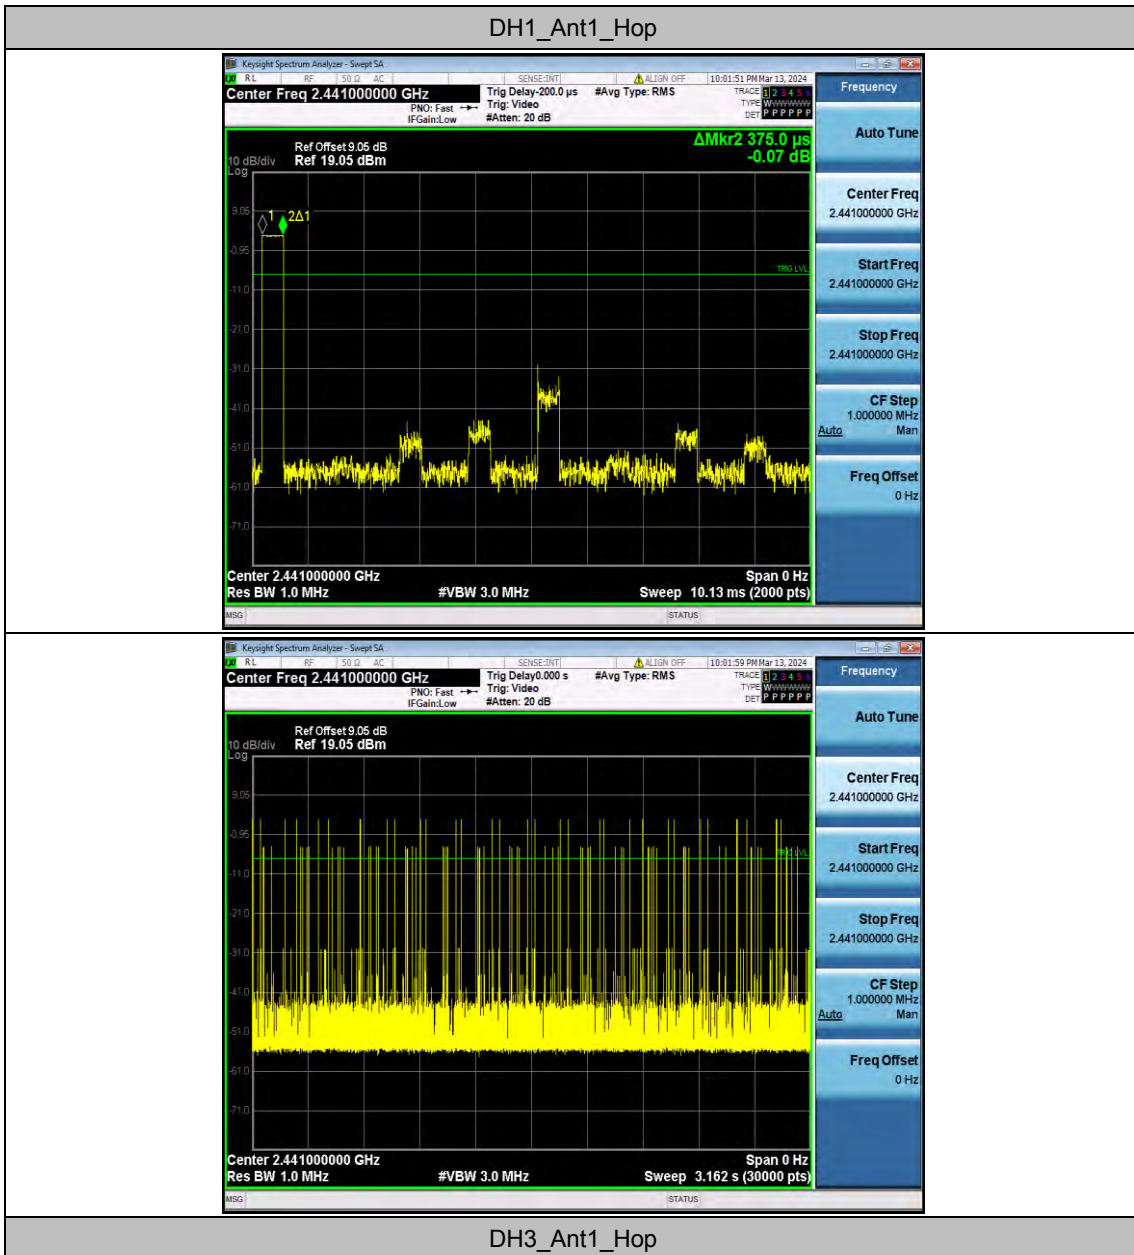 DH1_Ant1_Hop
Keysight Spectrum Analyzer - Swept SA
RL RF 50 Ω AC SENSE:INT ALIGN OFF 10:01:51 PM Mar 13, 2024
Center Freq 2.441000000 GHz Trig Delay-200.0 µs #Avg Type: RMS TRACE 1 2 3 4 5 6
PNO: Fast Trig: Video TYPE WWWWWW
IFGain:Low #Atten: 20 dB DET P P P P P P
Frequency
Auto Tune
ΔMkr2 375.0 µs
-0.07 dB
Ref Offset 9.05 dB
10 dB/div Ref 19.05 dBm
Log
9.05
-0.95
-11.0
-21.0
-31.0
-41.0
-51.0
-61.0
-71.0
1 2Δ1
TRIG LVL
Center Freq
2.441000000 GHz
Start Freq
2.441000000 GHz
Stop Freq
2.441000000 GHz
CF Step
1.000000 MHz
Auto Man
Freq Offset
0 Hz
Center 2.441000000 GHz Span 0 Hz
Res BW 1.0 MHz #VBW 3.0 MHz Sweep 10.13 ms (2000 pts)
MSG STATUS
Keysight Spectrum Analyzer - Swept SA
RL RF 50 Ω AC SENSE:INT ALIGN OFF 10:01:59 PM Mar 13, 2024
Center Freq 2.441000000 GHz Trig Delay0.000 s #Avg Type: RMS TRACE 1 2 3 4 5 6
PNO: Fast Trig: Video TYPE WWWWWW
IFGain:Low #Atten: 20 dB DET P P P P P P
Frequency
Auto Tune
Ref Offset 9.05 dB
10 dB/div Ref 19.05 dBm
Log
9.05
-0.95
-11.0
-21.0
-31.0
-41.0
-51.0
-61.0
-71.0
TRIG LVL
Center Freq
2.441000000 GHz
Start Freq
2.441000000 GHz
Stop Freq
2.441000000 GHz
CF Step
1.000000 MHz
Auto Man
Freq Offset
0 Hz
Center 2.441000000 GHz Span 0 Hz
Res BW 1.0 MHz #VBW 3.0 MHz Sweep 3.162 s (30000 pts)
MSG STATUS
DH3_Ant1_Hop